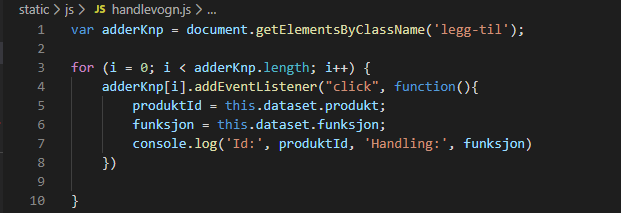 static > js > JS handlevogn.js > ...
1 var adderKnp = document.getElementsByClassName('legg-til');
2
3 for (i = 0; i < adderKnp.length; i++) {
4     adderKnp[i].addEventListener("click", function(){
5         produktId = this.dataset.produkt;
6         funksjon = this.dataset.funksjon;
7         console.log('Id:', produktId, 'Handling:', funksjon)
8     })
9
10 }